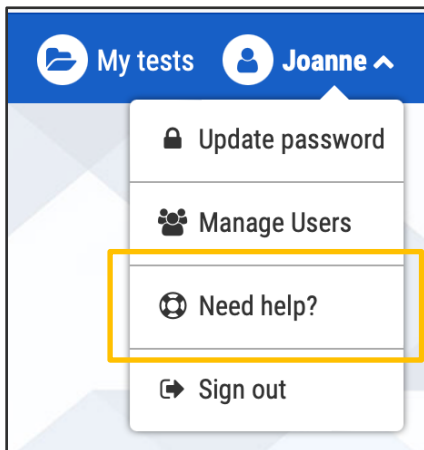 My tests Joanne
Update password
Manage Users
Need help?
Sign out